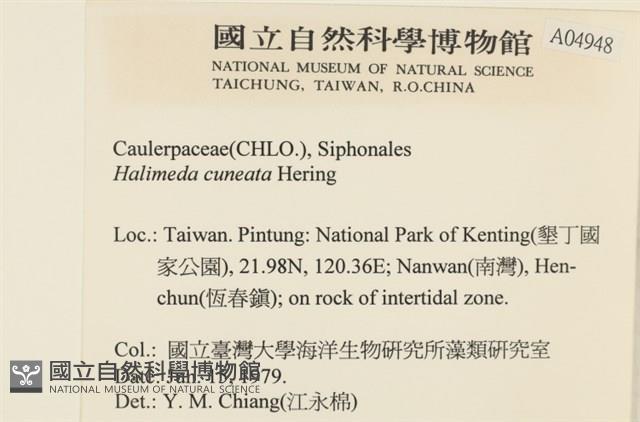 國立自然科學博物館
A04948
NATIONAL MUSEUM OF NATURAL SCIENCE
TAICHUNG, TAIWAN, R.O.CHINA
Caulerpaceae(CHLO.), Siphonales
Halimeda cuneata Hering
Loc.: Taiwan. Pintung: National Park of Kenting(墾丁國
家公園), 21.98N, 120.36E; Nanwan(南灣), Hen-
chun(恆春鎮); on rock of intertidal zone.
Col.: 國立臺灣大學海洋生物研究所藻類研究室
國立自然科學博物館
Date: Jun. 15, 1979.
NATIONAL MUSEUM OF NATURAL SCIENCE
Det.: Y. M. Chiang(江永棉)